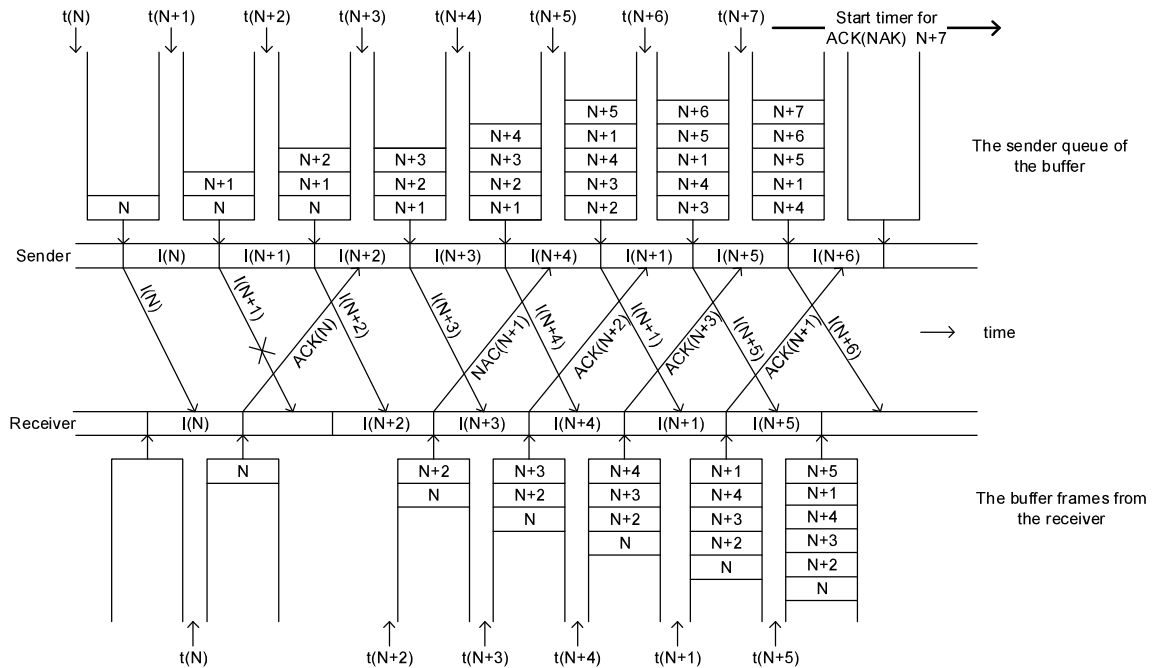 t(N) t(N+1) t(N+2) t(N+3) t(N+4) t(N+5) t(N+6) t(N+7) Start timer for
ACK(NAK) N+7
N+5 N+6 N+7
N+4 N+1 N+5 N+6
The sender queue of
N+2 N+3 N+3 N+4 N+1 N+5
the buffer
N+1 N+1 N+2 N+2 N+3 N+4 N+1
N N N N+1 N+1 N+2 N+3 N+4
Sender I(N) I(N+1) I(N+2) I(N+3) I(N+4) I(N+1) I(N+5) I(N+6)
I(N)
I(N+1)
ACK(N)
I(N+2)
I(N+3)
NAC(N+1)
I(N+4)
ACK(N+2)
I(N+1)
ACK(N+3)
I(N+5)
ACK(N+1)
I(N+6)
time
Receiver I(N) I(N+2) I(N+3) I(N+4) I(N+1) I(N+5)
N N+2 N+3 N+4 N+1 N+5
N N+2 N+3 N+4 N+1
The buffer frames from
N N+2 N+3 N+4
the receiver
N N+2 N+3
N N+2
N
t(N) t(N+2) t(N+3) t(N+4) t(N+1) t(N+5)